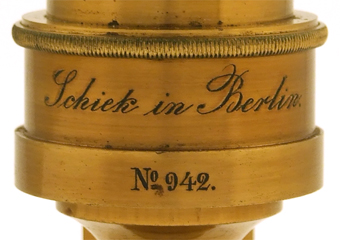 Schiek in Berlin.
No 942.